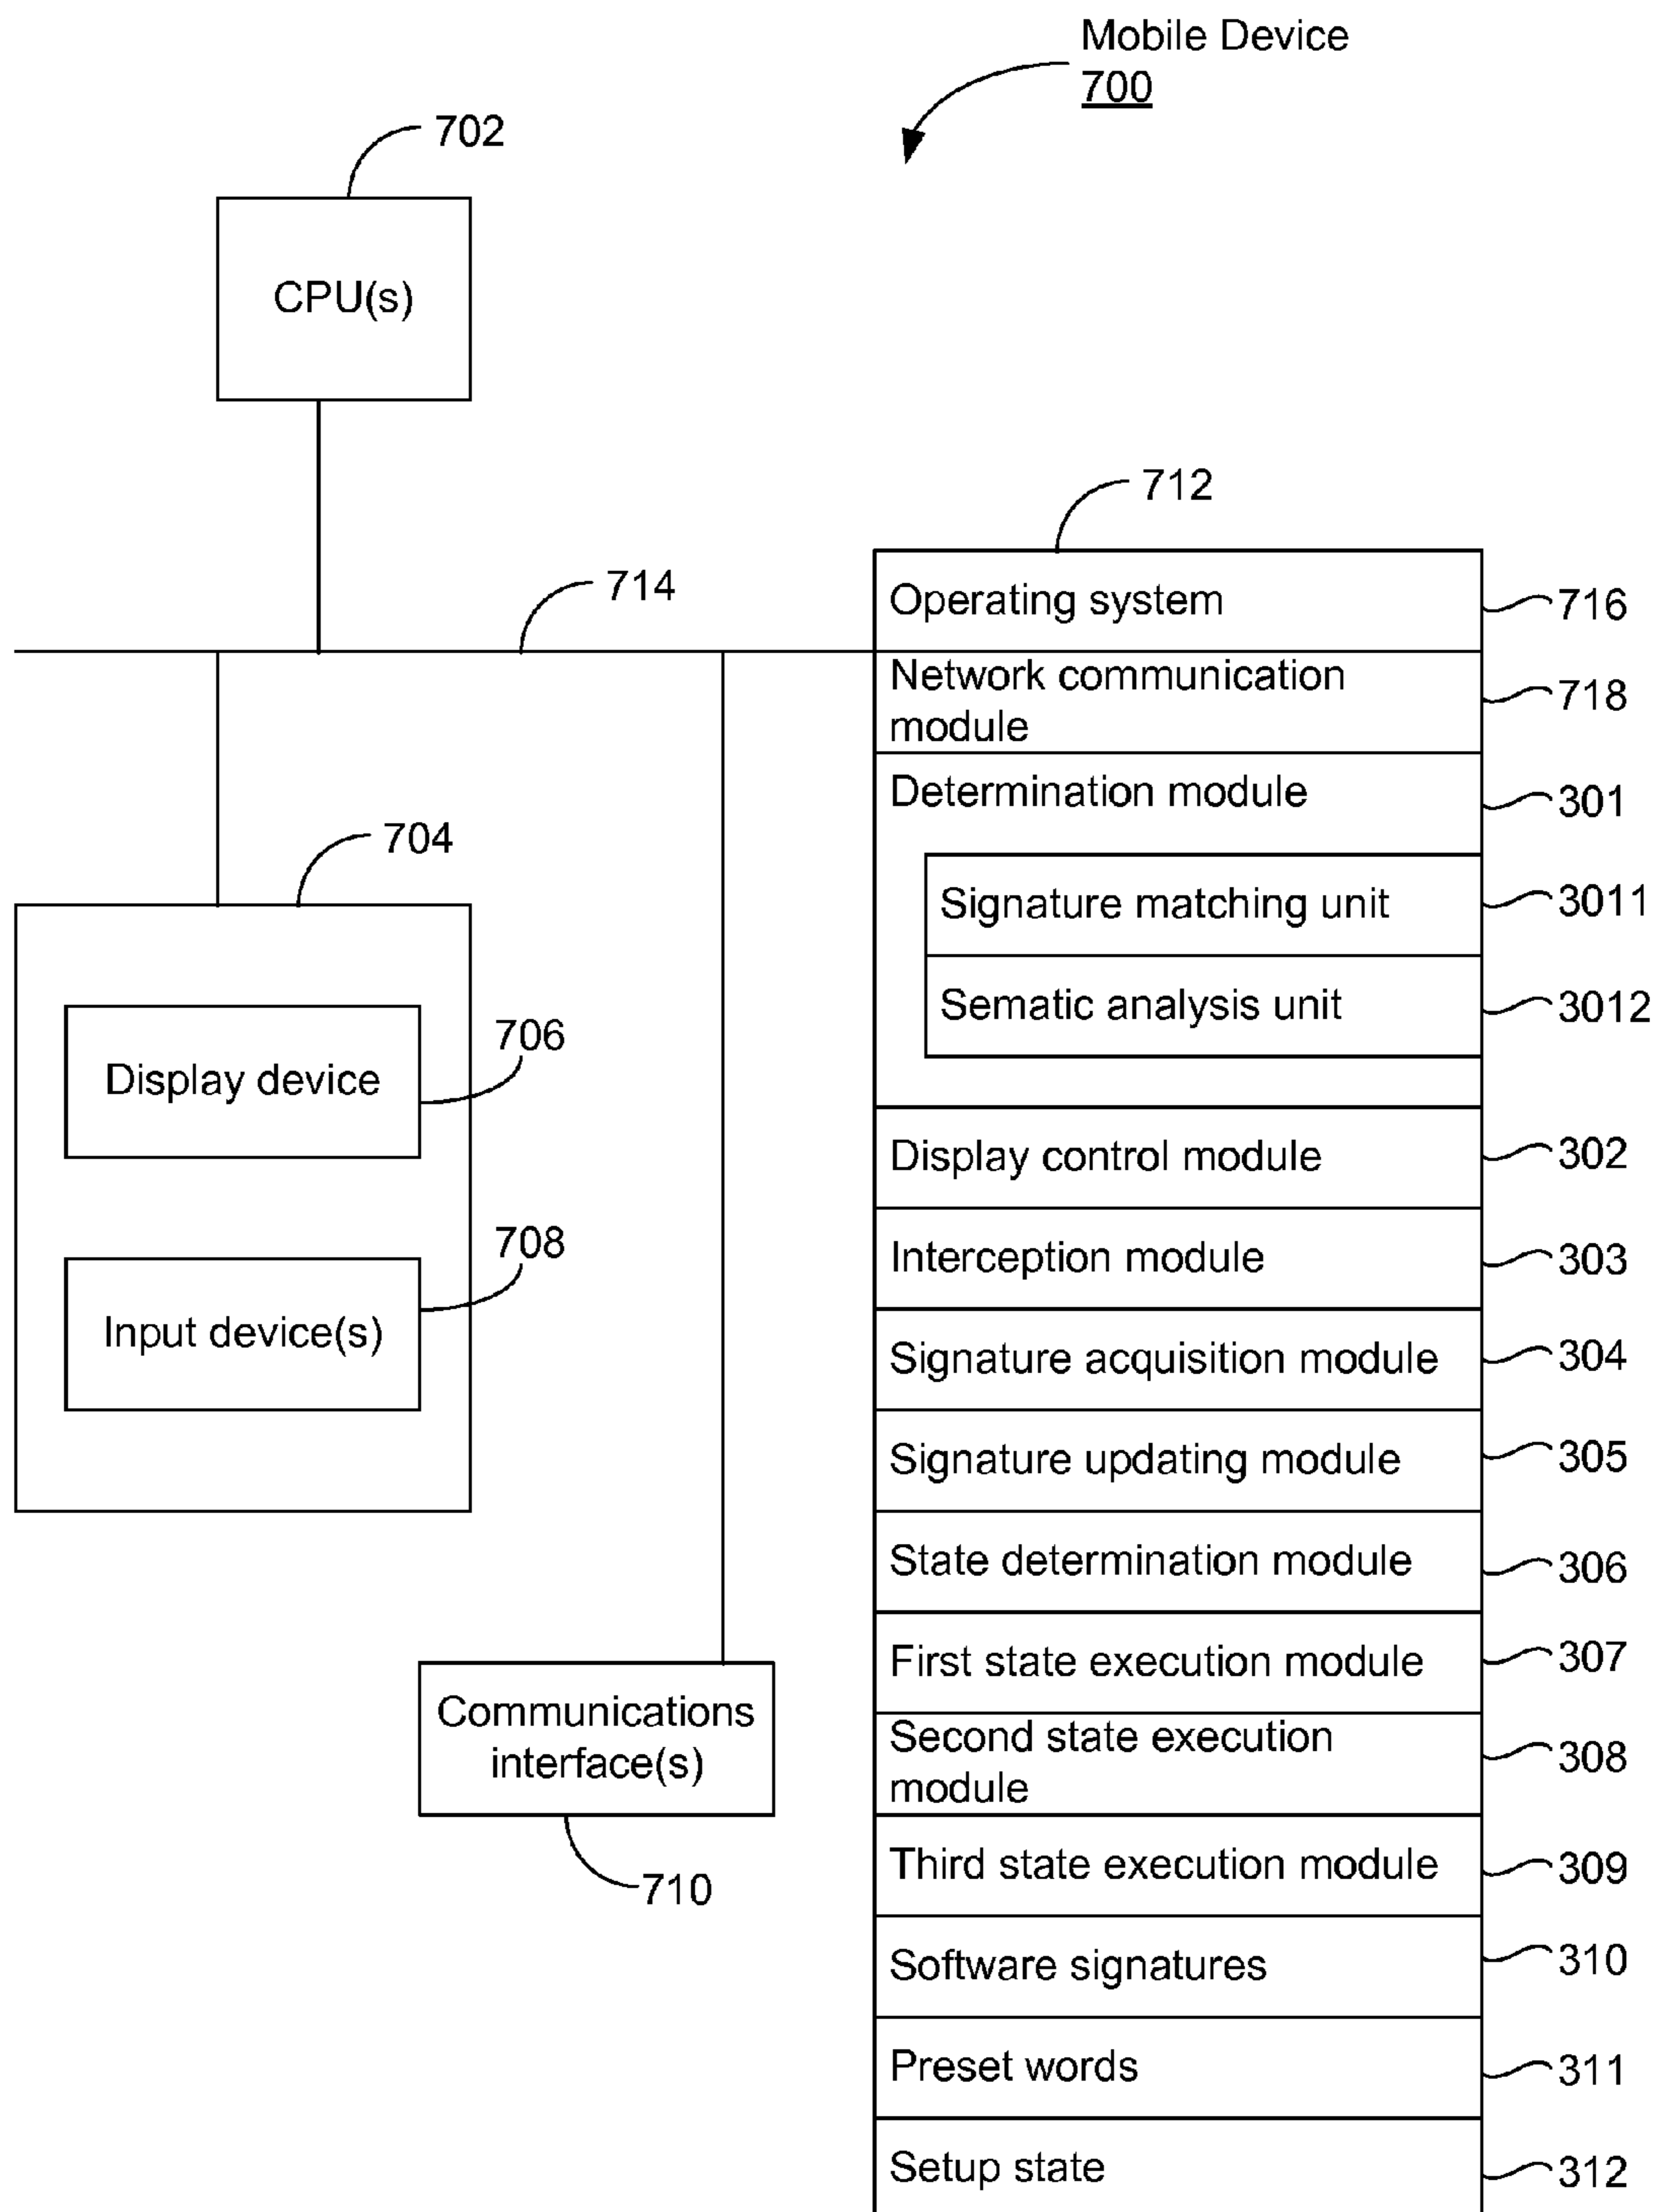 Mobile Device
700
702
CPU(s)
712
714
Operating system
716
Network communication
module
718
Determination module
301
704
Signature matching unit
3011
Sematic analysis unit
3012
706
Display device
Display control module
302
708
Interception module
303
Input device(s)
Signature acquisition module
304
Signature updating module
305
State determination module
306
First state execution module
307
Communications
interface(s)
Second state execution
module
308
710
Third state execution module
309
Software signatures
310
Preset words
311
Setup state
312